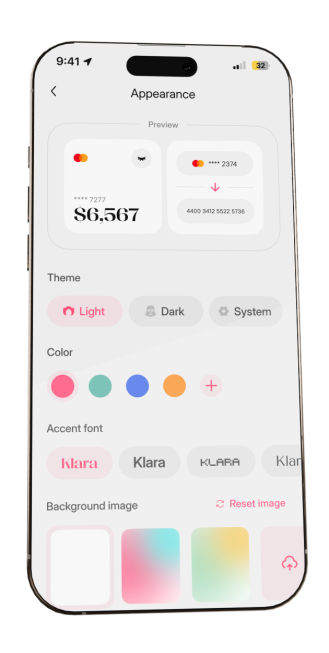 9:41
32
Appearance
Preview
**** 7277
$6,567
**** 2374
4400 3412 5522 5736
Theme
Light
Dark
System
Color
Accent font
Klara
Klara
KLARA
Klar
Background image
Reset image